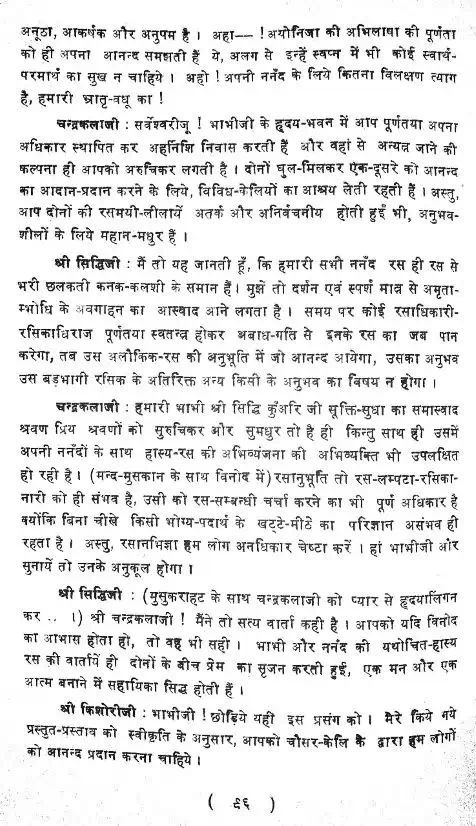 अनूठा, आकर्षक और अनुपम है । अहा—- ! अयोनिजा की अभिलाषा की पूर्णता
को ही अपना आनन्द समझती हैं ये, अलग से इन्हें स्वप्न में भी कोई स्वार्थ-
परमार्थ का सुख न चाहिये । अहो ! अपनी ननँद के लिये कितना विलक्षण त्याग
है, हमारी भ्रातृ-वधू का !
चन्द्रकलाजी : सर्वेश्वरीजू ! भाभीजी के हृदय-भवन में आप पूर्णतया अपना
अधिकार स्थापित कर अहर्निशि निवास करती हैं और वहां से अन्यत्र जाने की
कल्पना ही आपको अरुचिकर लगती है । दोनों घुल-मिलकर एक-दूसरे को आनन्द
का आदान-प्रदान करने के लिये, विविध-केलियों का आश्रय लेती रहती हैं । अस्तु,
आप दोनों की रसमयी-लीलायें अतर्क और अनिर्वचनीय होती हुई भी, अनुभव-
शीलों के लिये महान-मधुर हैं ।
श्री सिद्धिजी : मैं तो यह जानती हूँ, कि हमारी सभी ननँद रस ही रस से
भरी छलकती कनक-कलशी के समान हैं । मुझे तो दर्शन एवं स्पर्श मात्र से अमृता-
म्भोधि के अवगाहन का आस्वाद आने लगता है । समय पर कोई रसाधिकारी-
रसिकाधिराज पूर्णतया स्वतन्त्र होकर अबाध-गति से इनके रस का जब पान
करेगा, तब उस अलौकिक-रस की अनुभूति में जो आनन्द आयेगा, उसका अनुभव
उस बड़भागी रसिक के अतिरिक्त अन्य किसी के अनुभव का विषय न होगा ।
चन्द्रकलाजी : हमारी भाभी श्री सिद्धि कुँअरि जी सूक्ति-सुधा का समास्वाद
श्रवण प्रिय श्रवणों को सुरुचिकर और सुमधुर तो है ही किन्तु साथ ही उसमें
अपनी ननँदों के साथ हास्य-रस की अभिव्यंजना की अभिव्यक्ति भी उपलक्षित
हो रही है । (मन्द-मुसकान के साथ विनोद में) रसानुभूति तो रस-लम्पटा-रसिका-
नारी को ही संभव है, उसी को रस-सम्बन्धी चर्चा करने का भी पूर्ण अधिकार है
क्योंकि बिना चीखे किसी भोग्य-पदार्थ के खट्टे-मीठे का परिज्ञान असंभव ही
रहता है । अस्तु, रसानभिज्ञा हम लोग अनधिकार चेष्टा करें । हां भाभीजी और
सुनायें तो उनके अनुकूल होगा ।
श्री सिद्धिजी : (मुसुकराहट के साथ चन्द्रकलाजी को प्यार से हृदयालिंगन
कर .. ।) श्री चन्द्रकलाजी ! मैंने तो सत्य वार्ता कही है । आपको यदि विनोद
का आभास होता हो, तो वह भी सही । भाभी और ननँद की यथोचित-हास्य
रस की वार्तायें ही दोनों के बीच प्रेम का सृजन करती हुई, एक मन और एक
आत्म बनाने में सहायिका सिद्ध होती हैं ।
श्री किशोरीजी : भाभीजी ! छोड़िये यहीं इस प्रसंग को । मेरे किये गये
प्रस्तुत-प्रस्ताव को स्वीकृति के अनुसार, आपको चौसर-केलि के द्वारा हम लोगों
को आनन्द प्रदान करना चाहिये ।
( ९६ )